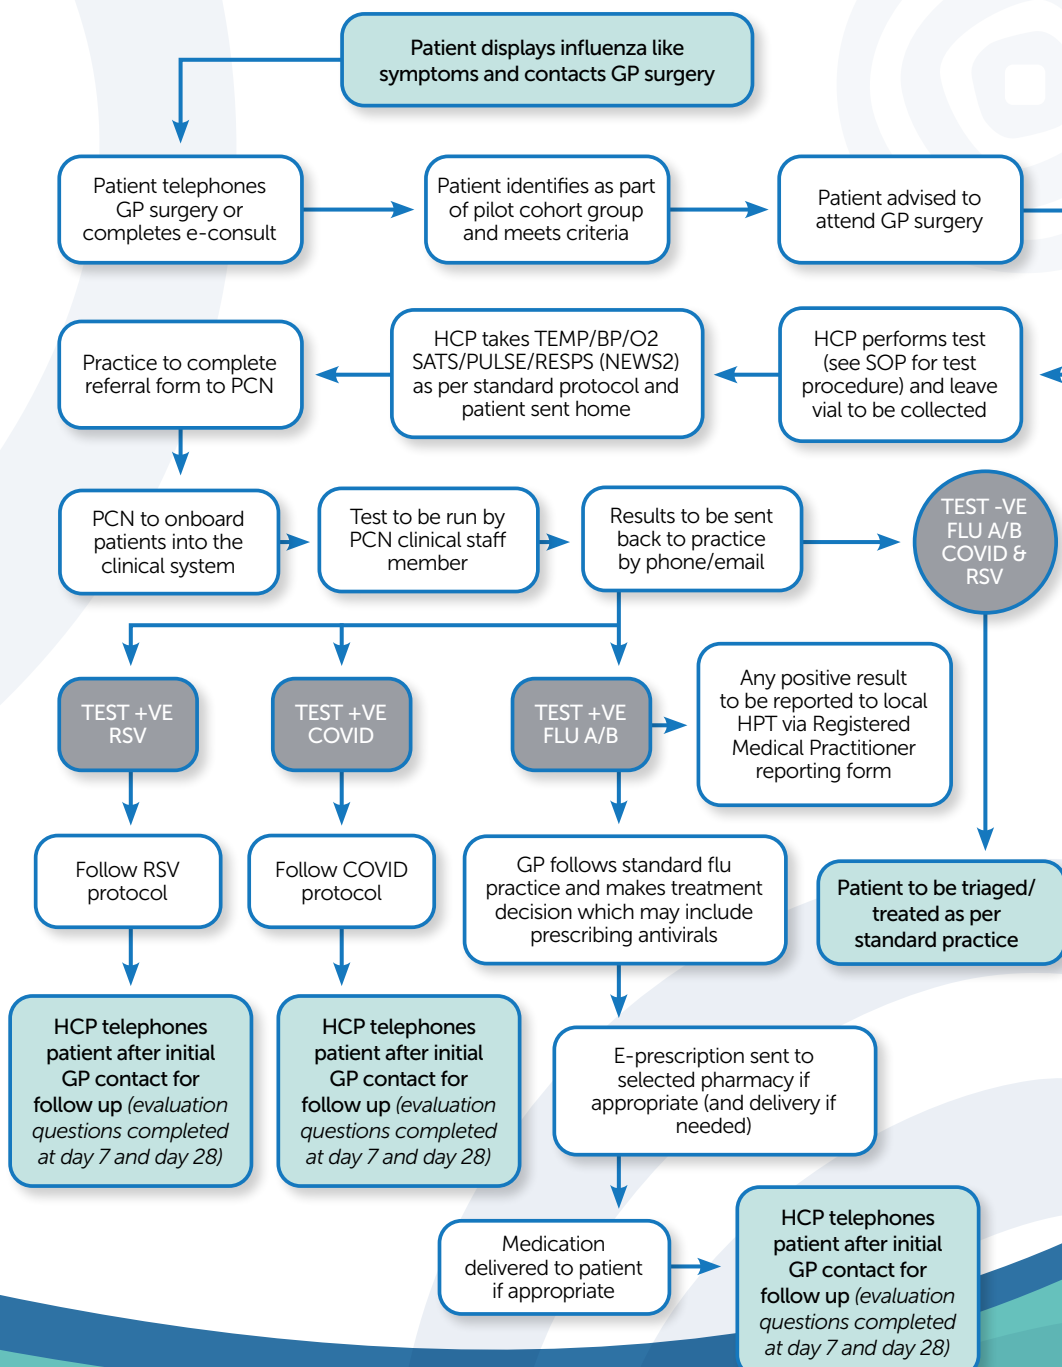 Patient displays influenza like
symptoms and contacts GP surgery
Patient telephones
GP surgery or
completes e-consult
Patient identifies as part
of pilot cohort group
and meets criteria
Patient advised to
attend GP surgery
HCP performs test
(see SOP for test
procedure) and leave
vial to be collected
HCP takes TEMP/BP/O2
SATS/PULSE/RESPS (NEWS2)
as per standard protocol and
patient sent home
Practice to complete
referral form to PCN
PCN to onboard
patients into the
clinical system
Test to be run by
PCN clinical staff
member
Results to be sent
back to practice
by phone/email
TEST -VE
FLU A/B
COVID &
RSV
TEST +VE
RSV
TEST +VE
COVID
TEST +VE
FLU A/B
Any positive result
to be reported to local
HPT via Registered
Medical Practitioner
reporting form
Follow RSV
protocol
Follow COVID
protocol
GP follows standard flu
practice and makes treatment
decision which may include
prescribing antivirals
Patient to be triaged/
treated as per
standard practice
HCP telephones
patient after initial
GP contact for
follow up (evaluation
questions completed
at day 7 and day 28)
HCP telephones
patient after initial
GP contact for
follow up (evaluation
questions completed
at day 7 and day 28)
E-prescription sent to
selected pharmacy if
appropriate (and delivery if
needed)
Medication
delivered to patient
if appropriate
HCP telephones
patient after initial
GP contact for
follow up (evaluation
questions completed
at day 7 and day 28)